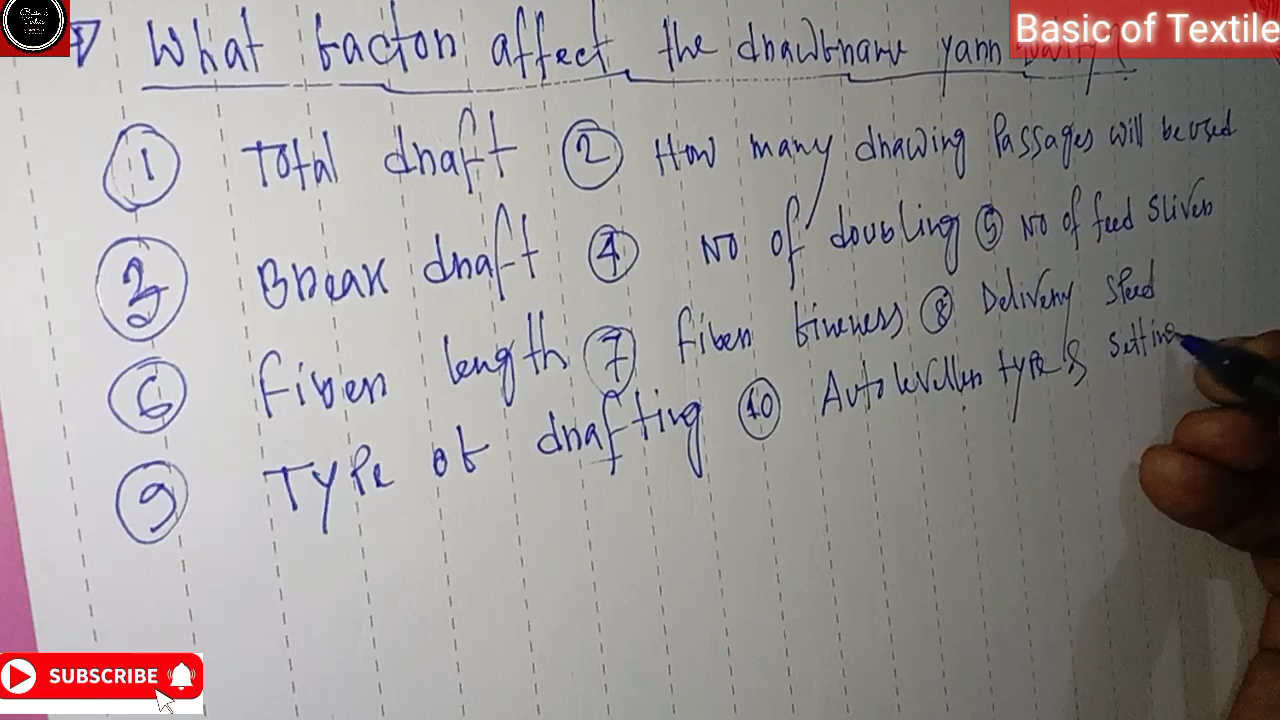 Basic of Textile
What factor affect the drawframe yarn quality?
① Total draft ② How many drawing Passages will be used
③ Break draft ④ No of doubling ⑤ No of feed sliver
⑥ Fiber length ⑦ Fiber fineness ⑧ Delivery speed
⑨ Type of drafting ⑩ Autoleveller type & setting
SUBSCRIBE